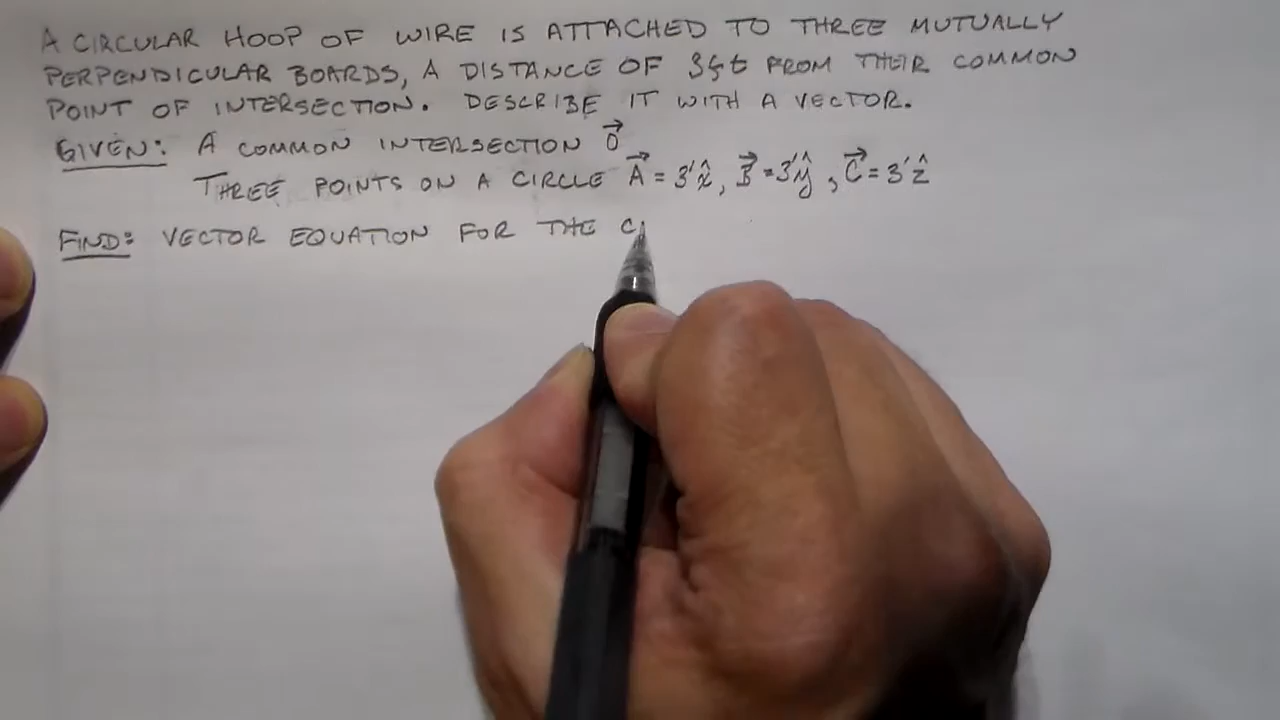 A CIRCULAR HOOP OF WIRE IS ATTACHED TO THREE MUTUALLY
PERPENDICULAR BOARDS, A DISTANCE OF 3ft FROM THEIR COMMON
POINT OF INTERSECTION. DESCRIBE IT WITH A VECTOR.
GIVEN: A COMMON INTERSECTION O⃗
THREE POINTS ON A CIRCLE A⃗ = 3'x̂, B⃗ = 3'ŷ, C⃗ = 3'ẑ
FIND: VECTOR EQUATION FOR THE CI